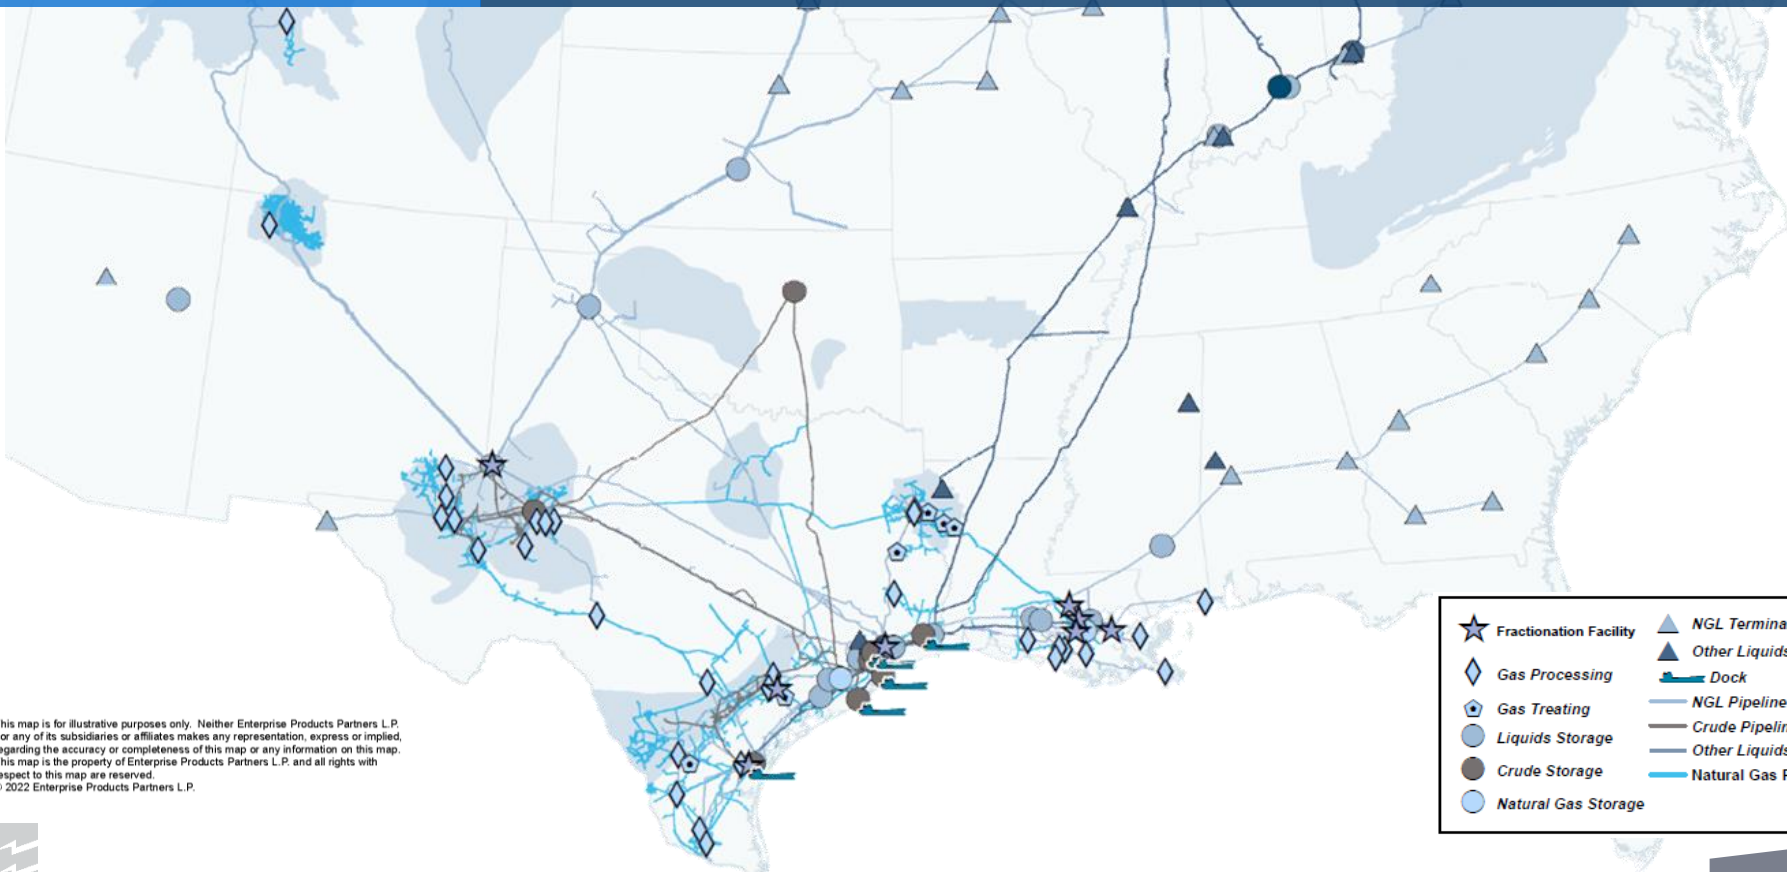 Fractionation Facility
Gas Processing
Gas Treating
Liquids Storage
Crude Storage
Natural Gas Storage
NGL Termina
Other Liquids
Dock
NGL Pipeline
Crude Pipelin
Other Liquids
Natural Gas P
his map is for illustrative purposes only. Neither Enterprise Products Partners L.P.
or any of its subsidiaries or affiliates makes any representation, express or implied,
egarding the accuracy or completeness of this map or any information on this map.
his map is the property of Enterprise Products Partners L.P. and all rights with
espect to this map are reserved.
2022 Enterprise Products Partners L.P.